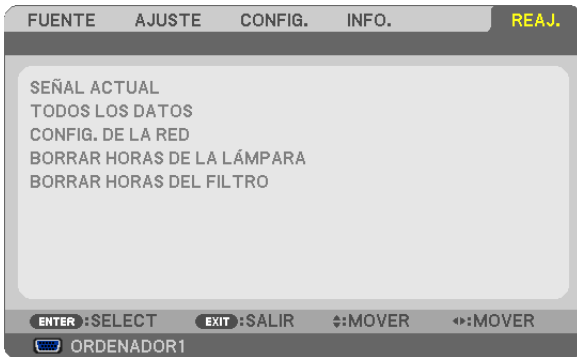 FUENTE AJUSTE CONFIG. INFO. REAJ.
SEÑAL ACTUAL
TODOS LOS DATOS
CONFIG. DE LA RED
BORRAR HORAS DE LA LÁMPARA
BORRAR HORAS DEL FILTRO
ENTER :SELECT EXIT :SALIR :MOVER :MOVER
ORDENADOR1